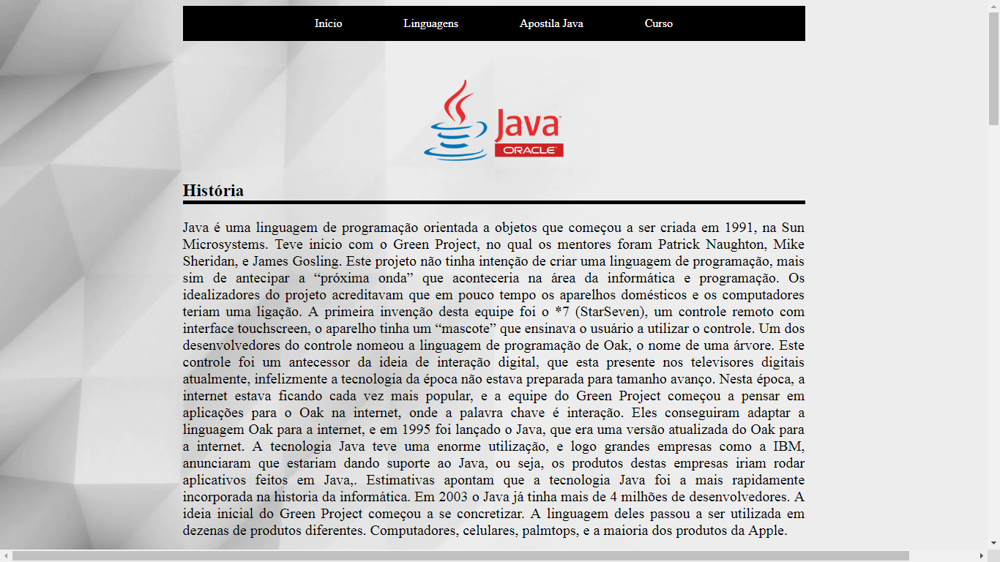 Início Linguagens Apostila Java Curso
Java
ORACLE
História
Java é uma linguagem de programação orientada a objetos que começou a ser criada em 1991, na Sun
Microsystems. Teve inicio com o Green Project, no qual os mentores foram Patrick Naughton, Mike
Sheridan, e James Gosling. Este projeto não tinha intenção de criar uma linguagem de programação, mais
sim de antecipar a “próxima onda” que aconteceria na área da informática e programação. Os
idealizadores do projeto acreditavam que em pouco tempo os aparelhos domésticos e os computadores
teriam uma ligação. A primeira invenção desta equipe foi o *7 (StarSeven), um controle remoto com
interface touchscreen, o aparelho tinha um “mascote” que ensinava o usuário a utilizar o controle. Um dos
desenvolvedores do controle nomeou a linguagem de programação de Oak, o nome de uma árvore. Este
controle foi um antecessor da ideia de interação digital, que esta presente nos televisores digitais
atualmente, infelizmente a tecnologia da época não estava preparada para tamanho avanço. Nesta época, a
internet estava ficando cada vez mais popular, e a equipe do Green Project começou a pensar em
aplicações para o Oak na internet, onde a palavra chave é interação. Eles conseguiram adaptar a
linguagem Oak para a internet, e em 1995 foi lançado o Java, que era uma versão atualizada do Oak para
a internet. A tecnologia Java teve uma enorme utilização, e logo grandes empresas como a IBM,
anunciaram que estariam dando suporte ao Java, ou seja, os produtos destas empresas iriam rodar
aplicativos feitos em Java,. Estimativas apontam que a tecnologia Java foi a mais rapidamente
incorporada na historia da informática. Em 2003 o Java já tinha mais de 4 milhões de desenvolvedores. A
ideia inicial do Green Project começou a se concretizar. A linguagem deles passou a ser utilizada em
dezenas de produtos diferentes. Computadores, celulares, palmtops, e a maioria dos produtos da Apple.